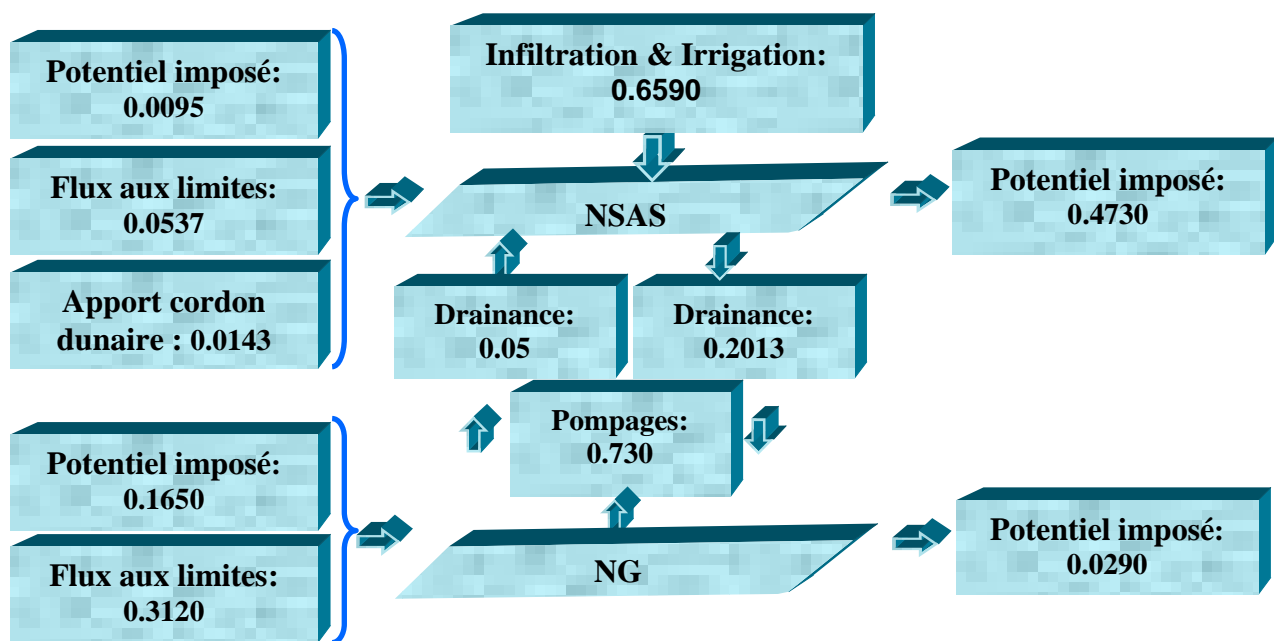 Potentiel imposé:
0.0095
Infiltration & Irrigation:
0.6590
Flux aux limites:
0.0537
NSAS
Potentiel imposé:
0.4730
Apport cordon
dunaire : 0.0143
Drainance:
0.05
Drainance:
0.2013
Pompages:
0.730
Potentiel imposé:
0.1650
Flux aux limites:
0.3120
NG
Potentiel imposé:
0.0290